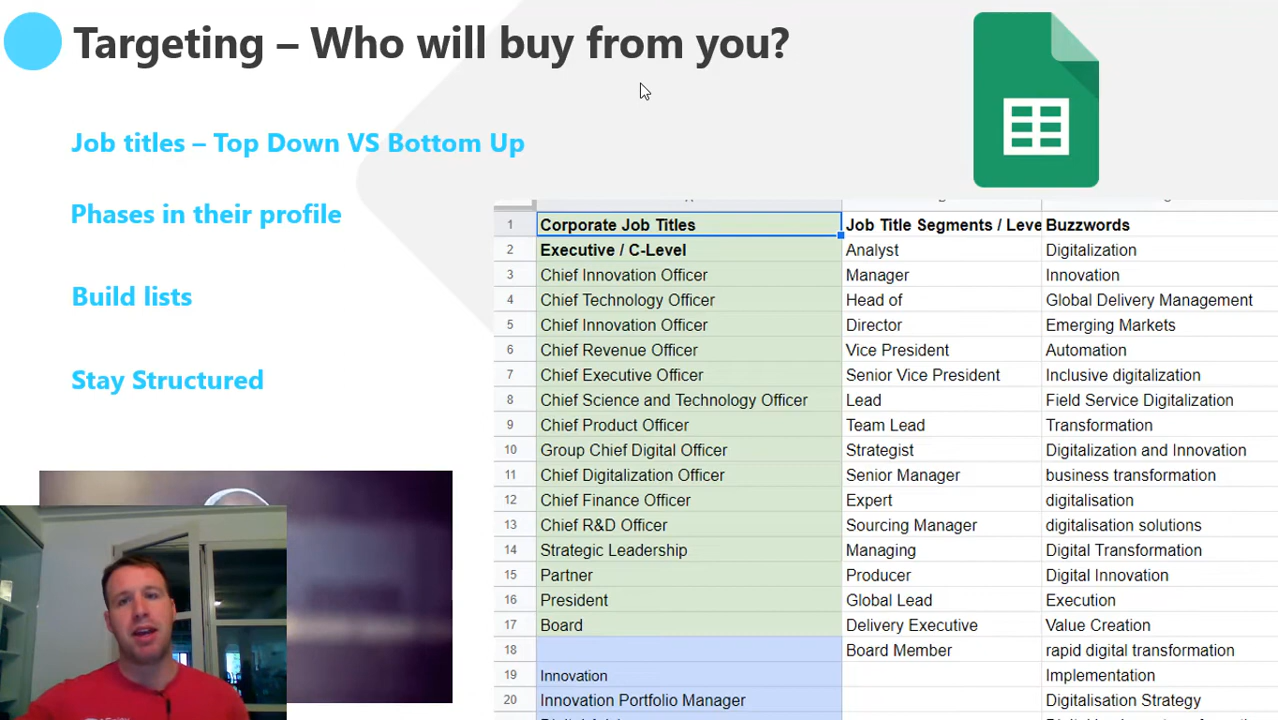 Targeting – Who will buy from you?
Job titles – Top Down VS Bottom Up
Phases in their profile
Build lists
Stay Structured
1 Corporate Job Titles Job Title Segments / Leve Buzzwords
2 Executive / C-Level Analyst Digitalization
3 Chief Innovation Officer Manager Innovation
4 Chief Technology Officer Head of Global Delivery Management
5 Chief Innovation Officer Director Emerging Markets
6 Chief Revenue Officer Vice President Automation
7 Chief Executive Officer Senior Vice President Inclusive digitalization
8 Chief Science and Technology Officer Lead Field Service Digitalization
9 Chief Product Officer Team Lead Transformation
10 Group Chief Digital Officer Strategist Digitalization and Innovation
11 Chief Digitalization Officer Senior Manager business transformation
12 Chief Finance Officer Expert digitalisation
13 Chief R&D Officer Sourcing Manager digitalisation solutions
14 Strategic Leadership Managing Digital Transformation
15 Partner Producer Digital Innovation
16 President Global Lead Execution
17 Board Delivery Executive Value Creation
18 Board Member rapid digital transformation
19 Innovation Implementation
20 Innovation Portfolio Manager Digitalisation Strategy